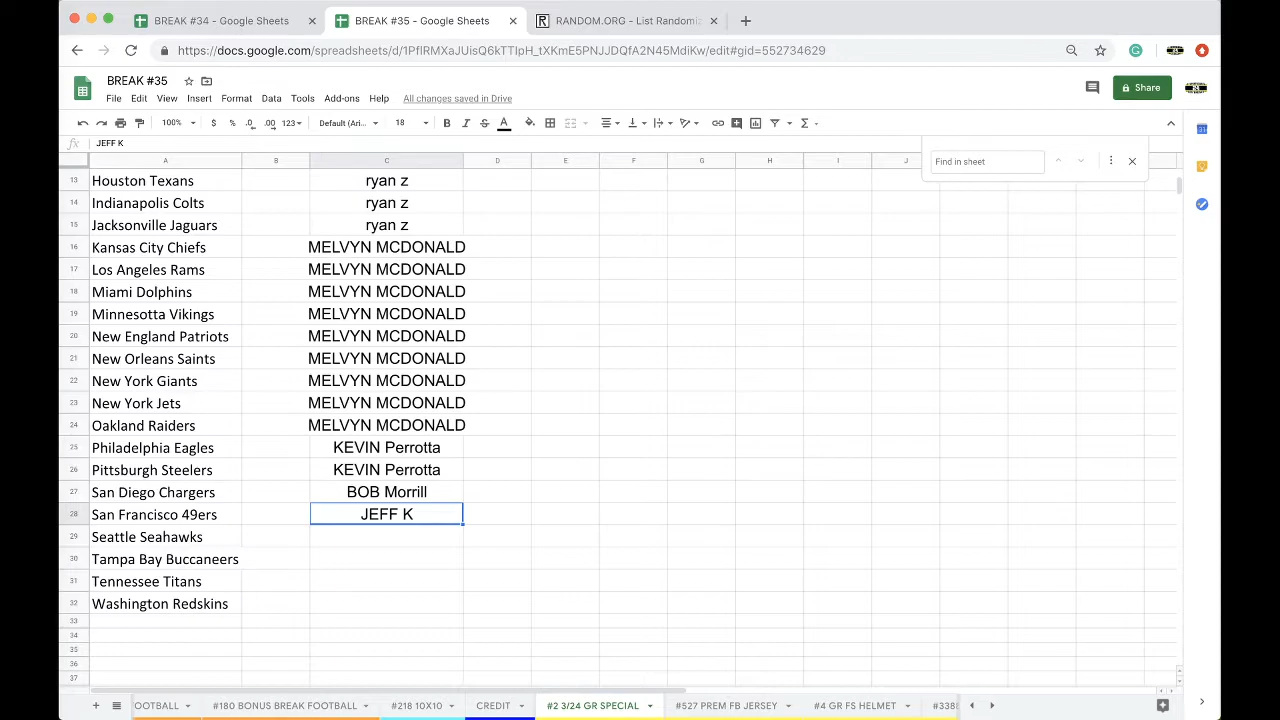 BREAK #34 - Google Sheets
BREAK #35 - Google Sheets
RANDOM.ORG - List Randomi
https://docs.google.com/spreadsheets/d/1PfIRMXaJUisQ6kTTIpH_tXKmE5PNJJDQfA2N45MdiKw/edit#gid=552734629
BREAK #35
File Edit View Insert Format Data Tools Add-ons Help All changes saved in Drive
Share
100% $ % .0 .00 123 Default (Ari... 18 B I S A
fx JEFF K
Find in sheet
A B C D E F G H I J
13 Houston Texans ryan z
14 Indianapolis Colts ryan z
15 Jacksonville Jaguars ryan z
16 Kansas City Chiefs MELVYN MCDONALD
17 Los Angeles Rams MELVYN MCDONALD
18 Miami Dolphins MELVYN MCDONALD
19 Minnesotta Vikings MELVYN MCDONALD
20 New England Patriots MELVYN MCDONALD
21 New Orleans Saints MELVYN MCDONALD
22 New York Giants MELVYN MCDONALD
23 New York Jets MELVYN MCDONALD
24 Oakland Raiders MELVYN MCDONALD
25 Philadelphia Eagles KEVIN Perrotta
26 Pittsburgh Steelers KEVIN Perrotta
27 San Diego Chargers BOB Morrill
28 San Francisco 49ers JEFF K
29 Seattle Seahawks
30 Tampa Bay Buccaneers
31 Tennessee Titans
32 Washington Redskins
33
34
35
36
37
OOTBALL #180 BONUS BREAK FOOTBALL #218 10X10 CREDIT #2 3/24 GR SPECIAL #527 PREM FB JERSEY #4 GR FS HELMET #338